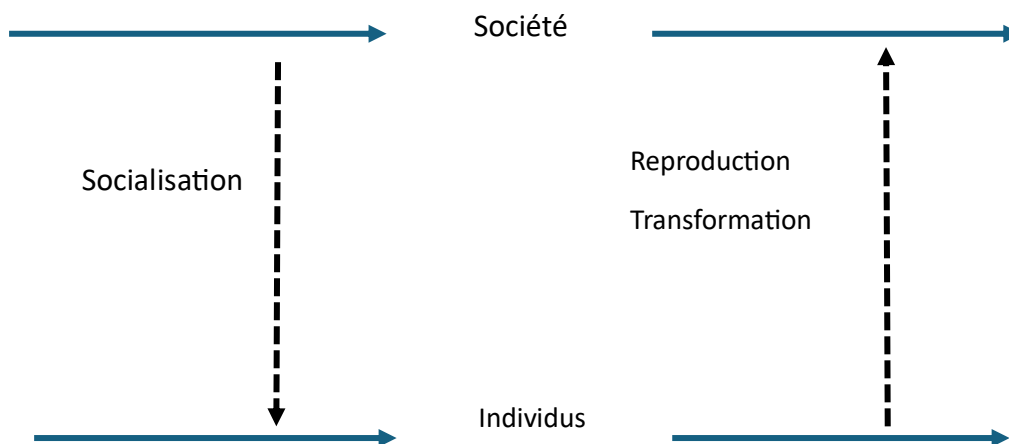 Société
Socialisation
Reproduction
Transformation
Individus